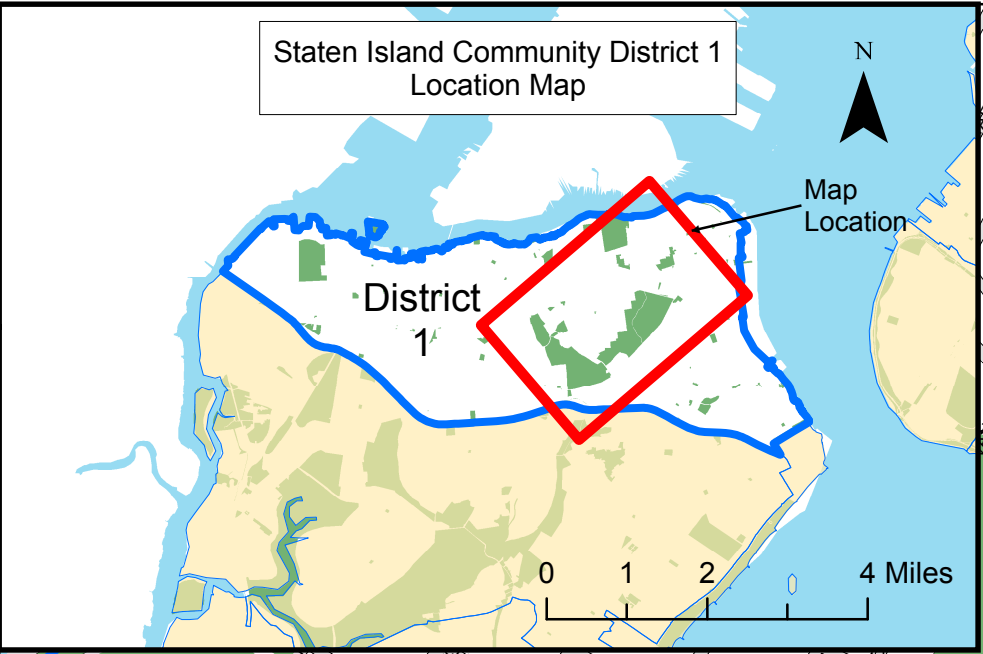 Staten Island Community District 1
Location Map
N
Map
Location
District
1
0 1 2 4 Miles